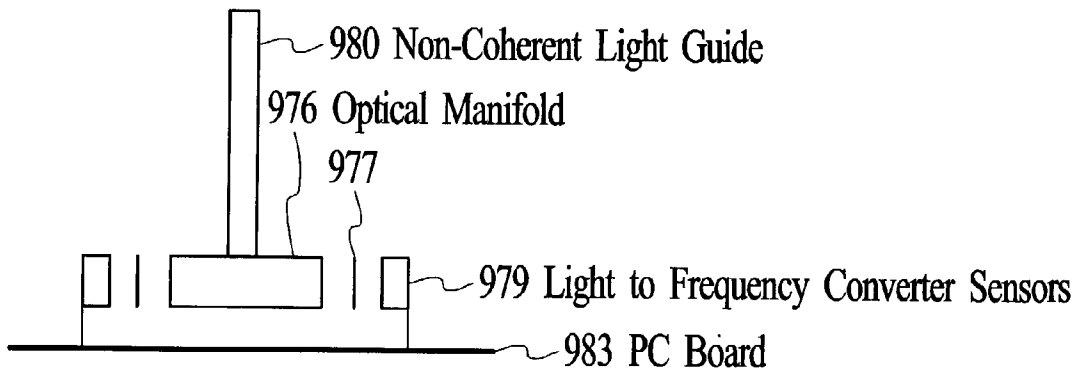 980 Non-Coherent Light Guide
976 Optical Manifold
977
979 Light to Frequency Converter Sensors
983 PC Board